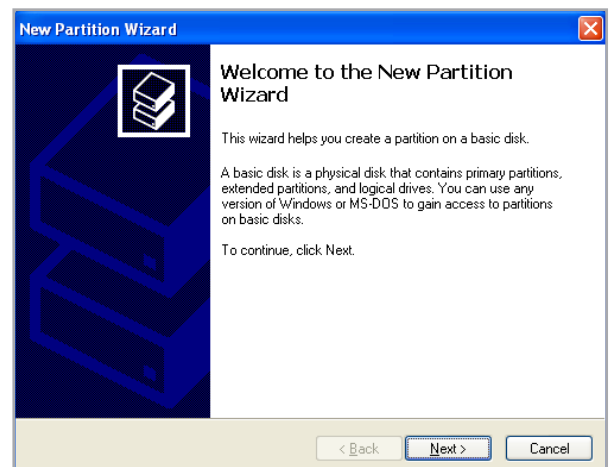 New Partition Wizard
Welcome to the New Partition
Wizard
This wizard helps you create a partition on a basic disk.
A basic disk is a physical disk that contains primary partitions,
extended partitions, and logical drives. You can use any
version of Windows or MS-DOS to gain access to partitions
on basic disks.
To continue, click Next.
< Back Next > Cancel